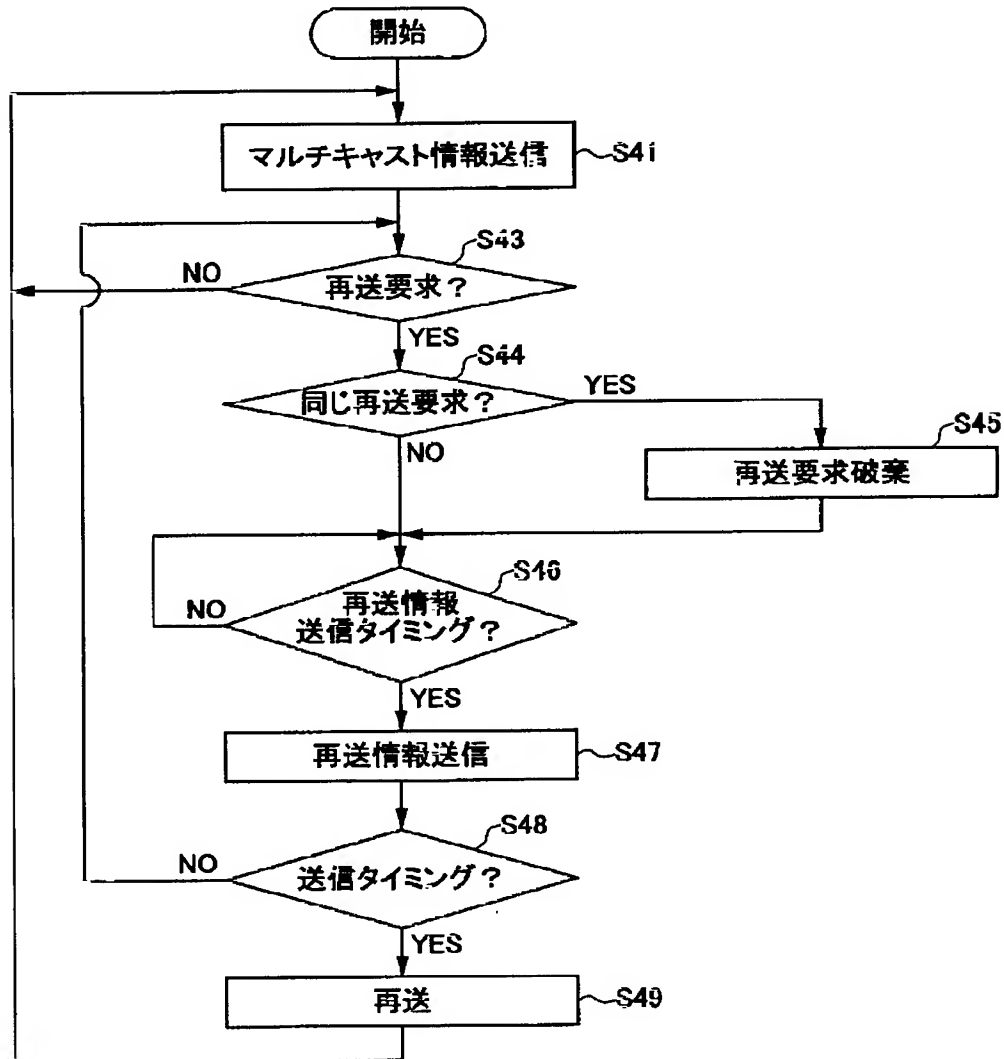 開始
マルチキャスト情報送信
S41
S43
NO
再送要求?
YES
S44
同じ再送要求?
YES
NO
S45
再送要求破棄
S46
NO
再送情報
送信タイミング?
YES
再送情報送信
S47
S48
NO
送信タイミング?
YES
再送
S49